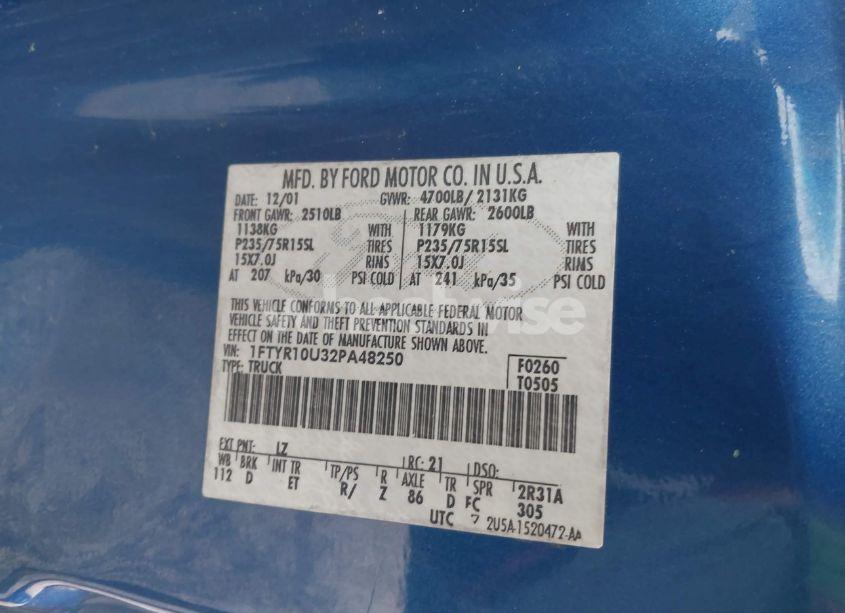 MFD. BY FORD MOTOR CO. IN U.S.A.
DATE: 12/01 GVWR: 4700LB/ 2131KG
FRONT GAWR: 2510LB REAR GAWR: 2600LB
1138KG WITH 1179KG WITH
P235/75R15SL TIRES P235/75R15SL TIRES
15X7.0J RIMS 15X7.0J RIMS
AT 207 kPa/30 PSI COLD AT 241 kPa/35 PSI COLD
THIS VEHICLE CONFORMS TO ALL APPLICABLE FEDERAL MOTOR
VEHICLE SAFETY AND THEFT PREVENTION STANDARDS IN
EFFECT ON THE DATE OF MANUFACTURE SHOWN ABOVE.
VIN: 1FTYR10U32PA48250 F0260
TYPE: TRUCK T0505
EXT PNT: LZ RC: 21 DSO:
WB BRK INT TR TP/PS R AXLE TR SPR 2R31A
112 D ET R/ Z 86 D FC 305
UTC 7 2U5A-1520472-AA